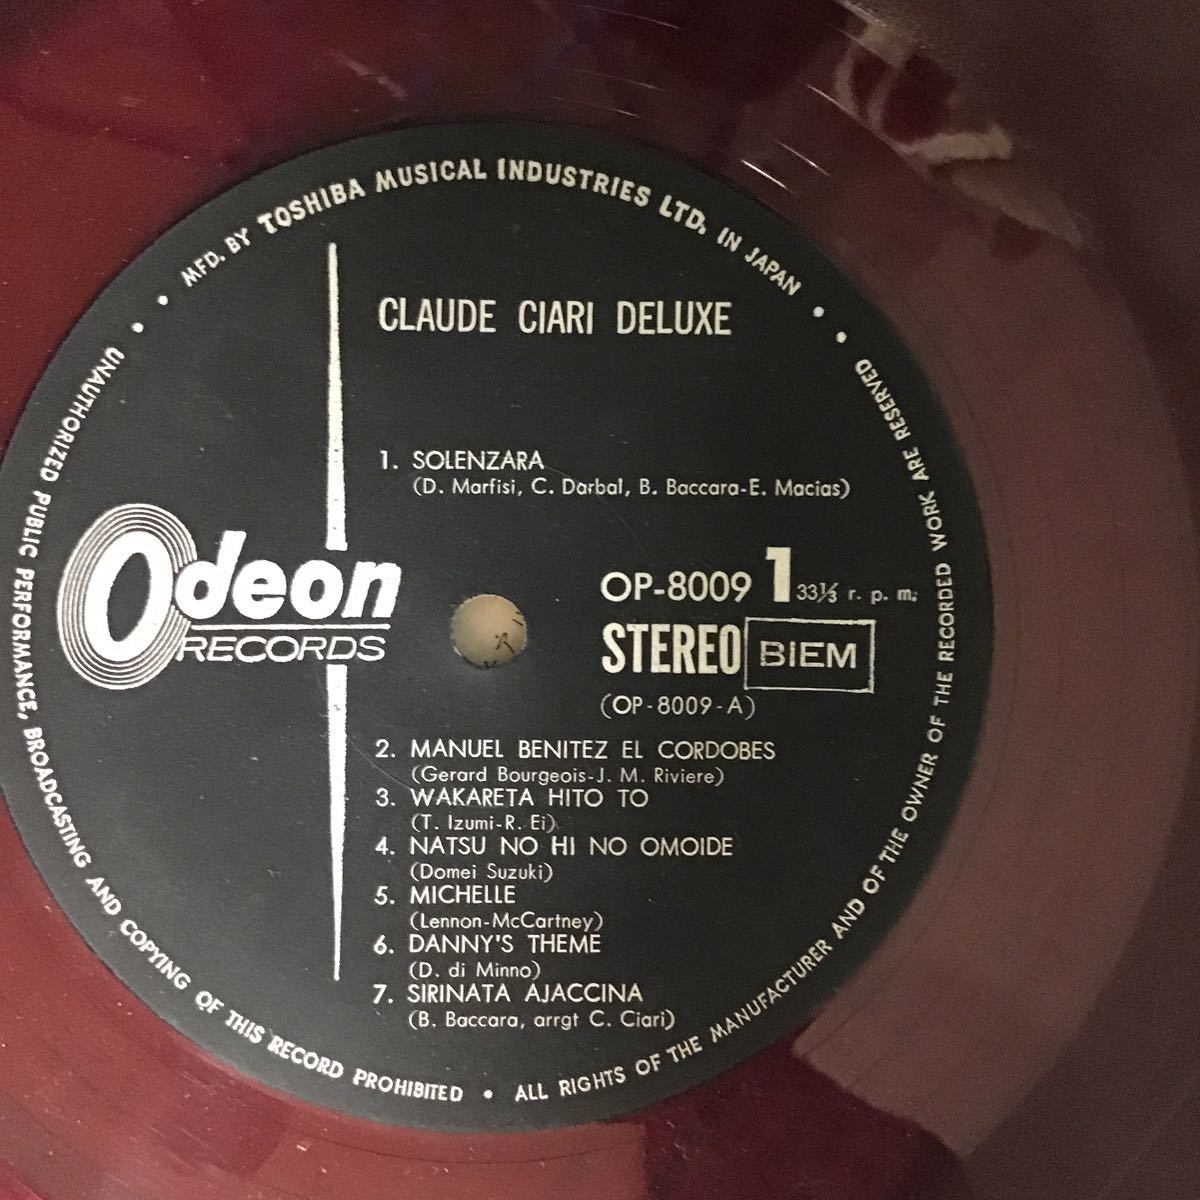 MFD. BY TOSHIBA MUSICAL INDUSTRIES LTD. IN JAPAN
CLAUDE CIARI DELUXE
1. SOLENZARA
(D. Marfisi, C. Darbal, B. Baccara-E. Macias)
Odeon
RECORDS
OP-8009 1 33⅓ r. p. m.
STEREO BIEM
(OP-8009-A)
2. MANUEL BENITEZ EL CORDOBES
(Gerard Bourgeois-J. M. Riviere)
3. WAKARETA HITO TO
(T. Izumi-R. Ei)
4. NATSU NO HI NO OMOIDE
(Domei Suzuki)
5. MICHELLE
(Lennon-McCartney)
6. DANNY'S THEME
(D. di Minno)
7. SIRINATA AJACCINA
(B. Baccara, arrgt C. Ciari)
UNAUTHORIZED PUBLIC PERFORMANCE, BROADCASTING AND COPYING OF THIS RECORD PROHIBITED • ALL RIGHTS OF THE MANUFACTURER AND OF THE OWNER OF THE RECORDED WORK ARE RESERVED